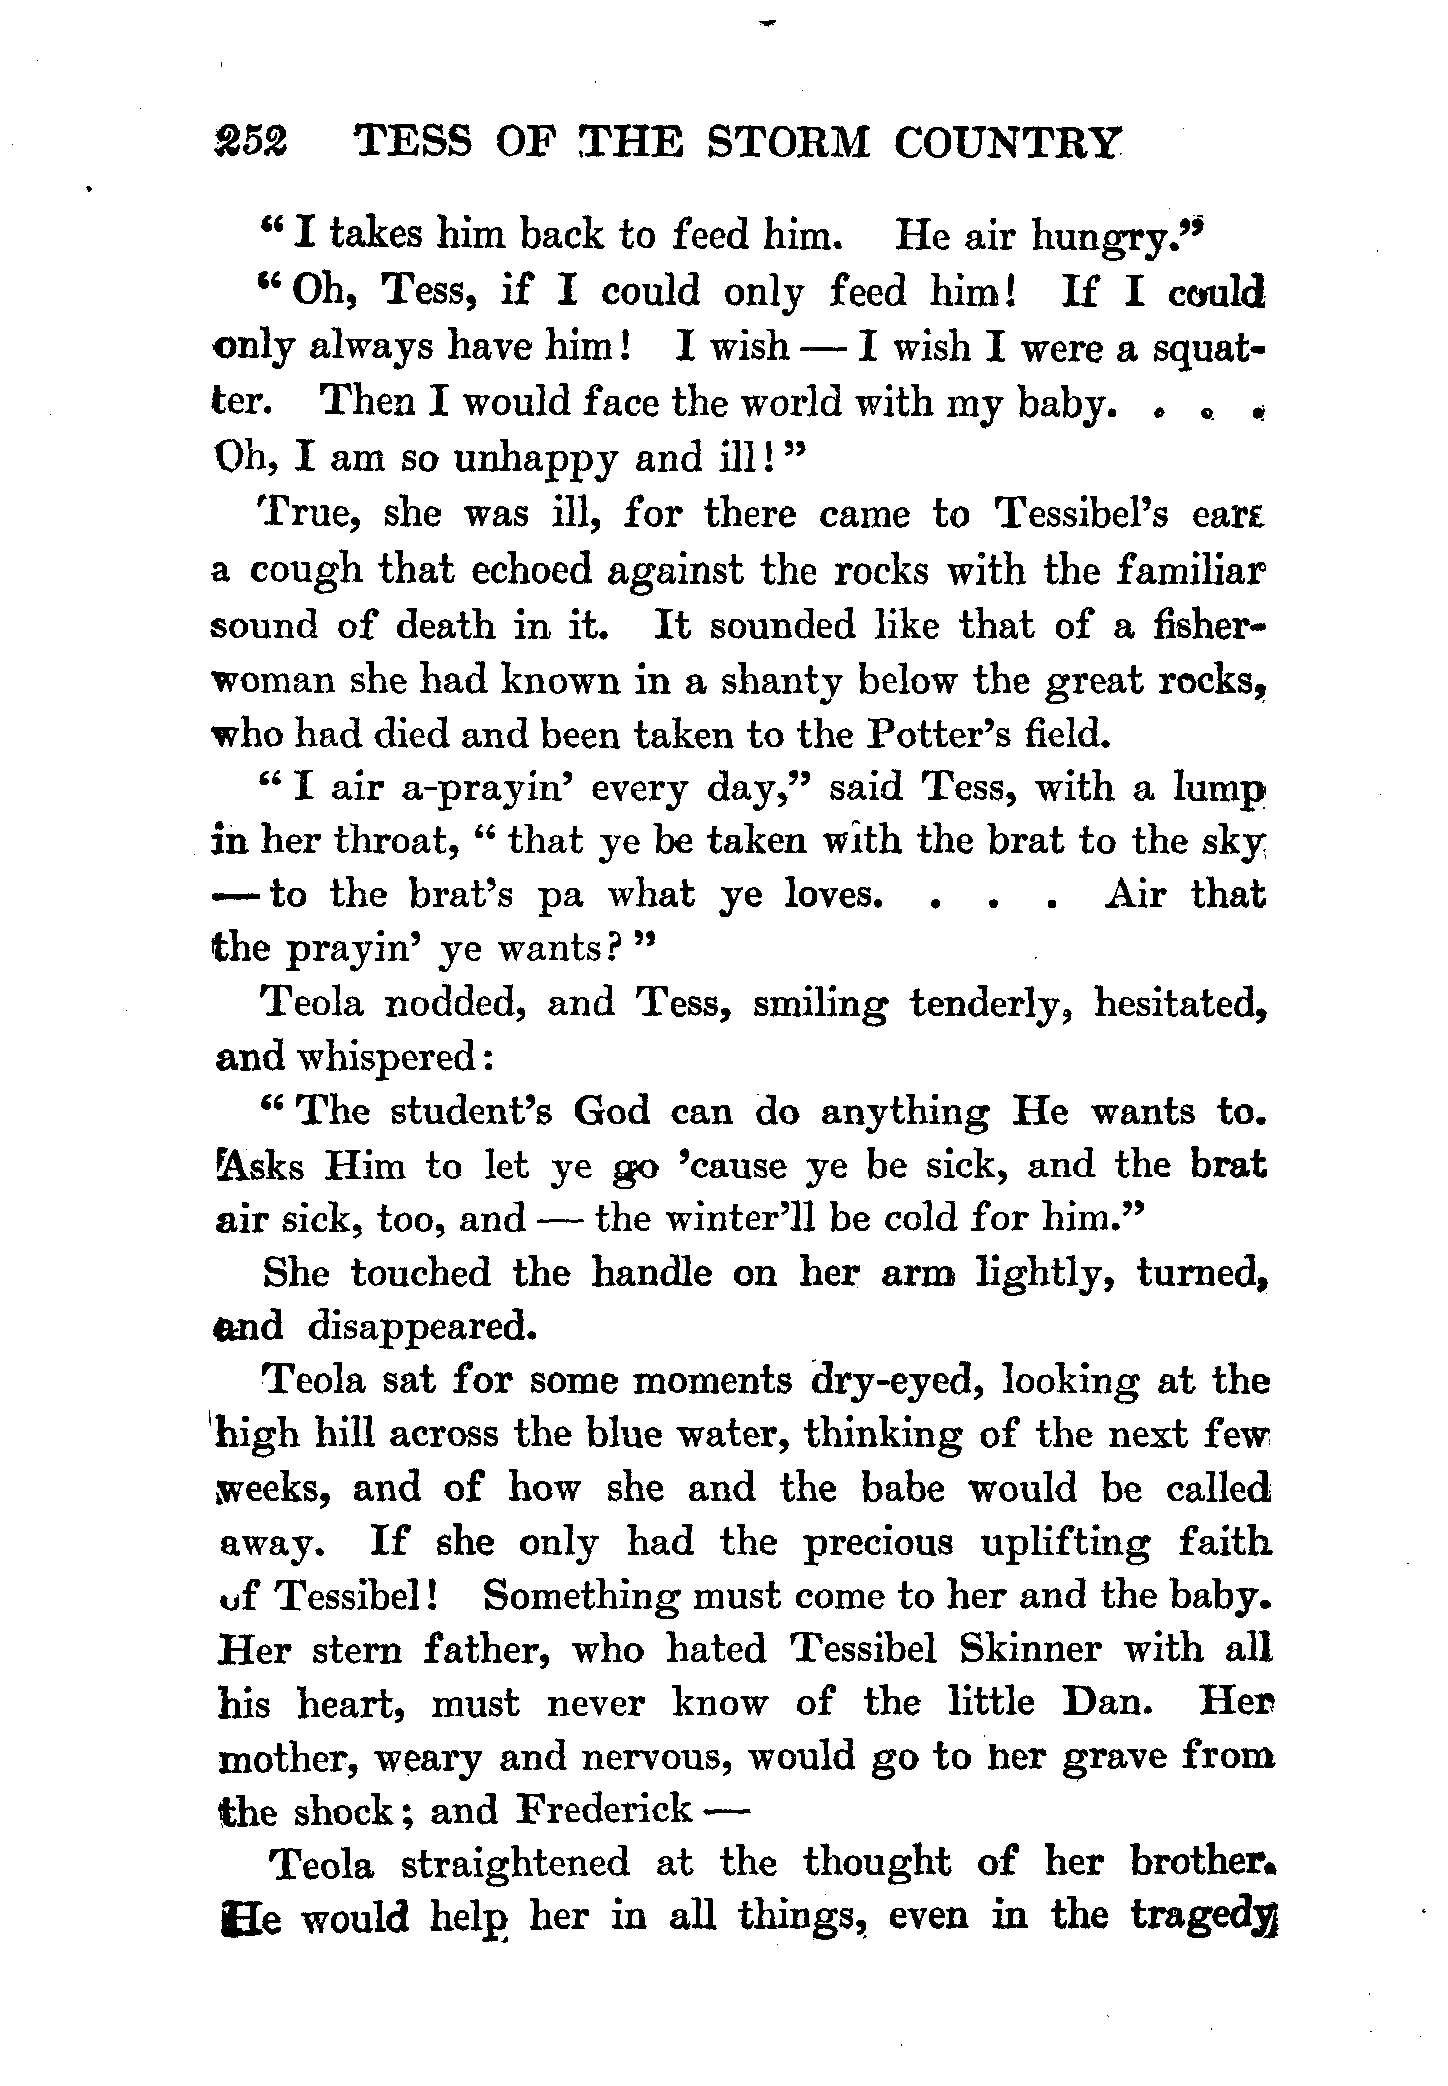 252 TESS OF THE STORM COUNTRY
“ I takes him back to feed him. He air hungry.”
“ Oh, Tess, if I could only feed him! If I could
only always have him! I wish — I wish I were a squat-
ter. Then I would face the world with my baby. . . .
Oh, I am so unhappy and ill! ”
True, she was ill, for there came to Tessibel’s ears
a cough that echoed against the rocks with the familiar
sound of death in it. It sounded like that of a fisher-
woman she had known in a shanty below the great rocks,
who had died and been taken to the Potter’s field.
“ I air a-prayin’ every day,” said Tess, with a lump
in her throat, “ that ye be taken with the brat to the sky
— to the brat’s pa what ye loves. . . . Air that
the prayin’ ye wants? ”
Teola nodded, and Tess, smiling tenderly, hesitated,
and whispered:
“ The student’s God can do anything He wants to.
Asks Him to let ye go ’cause ye be sick, and the brat
air sick, too, and — the winter’ll be cold for him.”
She touched the handle on her arm lightly, turned,
and disappeared.
Teola sat for some moments dry-eyed, looking at the
high hill across the blue water, thinking of the next few
weeks, and of how she and the babe would be called
away. If she only had the precious uplifting faith
of Tessibel! Something must come to her and the baby.
Her stern father, who hated Tessibel Skinner with all
his heart, must never know of the little Dan. Her
mother, weary and nervous, would go to her grave from
the shock; and Frederick —
Teola straightened at the thought of her brother.
He would help her in all things, even in the tragedy